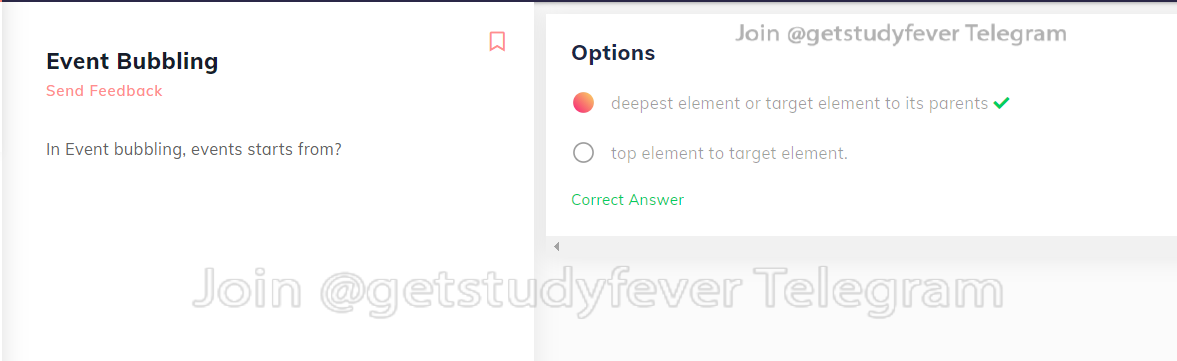 Event Bubbling
Send Feedback
In Event bubbling, events starts from?
Join @getstudyfever Telegram
Options
deepest element or target element to its parents
top element to target element.
Correct Answer
Join @getstudyfever Telegram